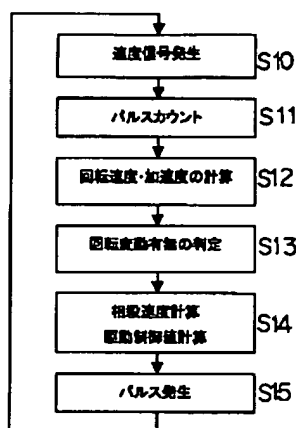 速度信号発生 S10
パルスカウント S11
回転速度・加速度の計算 S12
回転変動有無の判定 S13
相殺速度計算
駆動制御値計算 S14
パルス発生 S15